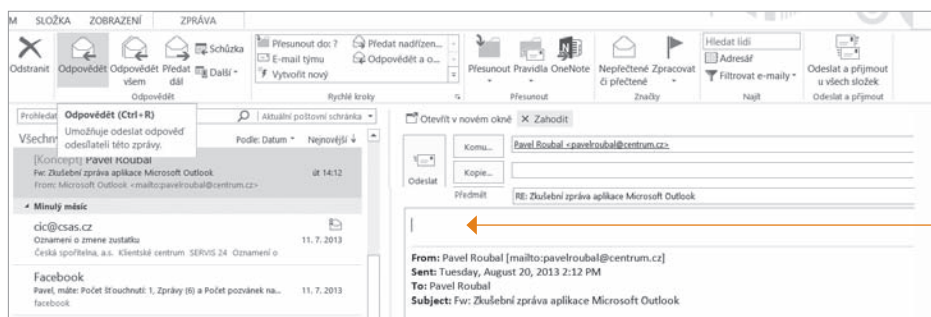 M SLOŽKA ZOBRAZENÍ ZPRÁVA
Odstranit
Odpovědět
Odpovědět všem
Předat dál
Schůzka
Další
Odpovědět
Přesunout do: ?
E-mail týmu
Vytvořit nový
Předat nadřízen...
Odpovědět a o...
Rychlé kroky
Přesunout
Pravidla
OneNote
Přesunout
Nepřečtené či přečtené
Zpracovat
Značky
Hledat lidi
Adresář
Filtrovat e-maily
Najít
Odeslat a přijmout u všech složek
Odeslat a přijmout
Odpovědět (Ctrl+R)
Umožňuje odeslat odpověď
odesílateli této zprávy.
Prohledat
Aktuální poštovní schránka
Všechny
Podle: Datum
Nejnovější
[Koncept] Pavel Roubal
Fw: Zkušební zpráva aplikace Microsoft Outlook út 14:12
From: Microsoft Outlook <mailto:pavelroubal@centrum.cz>
Minulý měsíc
cic@csas.cz
Oznameni o zmene zustatku 11. 7. 2013
Česká spořitelna, a.s. Klientské centrum SERVIS 24 Oznameni o
Facebook
Pavel, máte: Počet šťouchnutí: 1, Zprávy (6) a Počet pozvánek na... 11. 7. 2013
facebook
Otevřít v novém okně Zahodit
Odeslat
Komu... Pavel Roubal <pavelroubal@centrum.cz>
Kopie...
Předmět RE: Zkušební zpráva aplikace Microsoft Outlook
From: Pavel Roubal [mailto:pavelroubal@centrum.cz]
Sent: Tuesday, August 20, 2013 2:12 PM
To: Pavel Roubal
Subject: Fw: Zkušební zpráva aplikace Microsoft Outlook